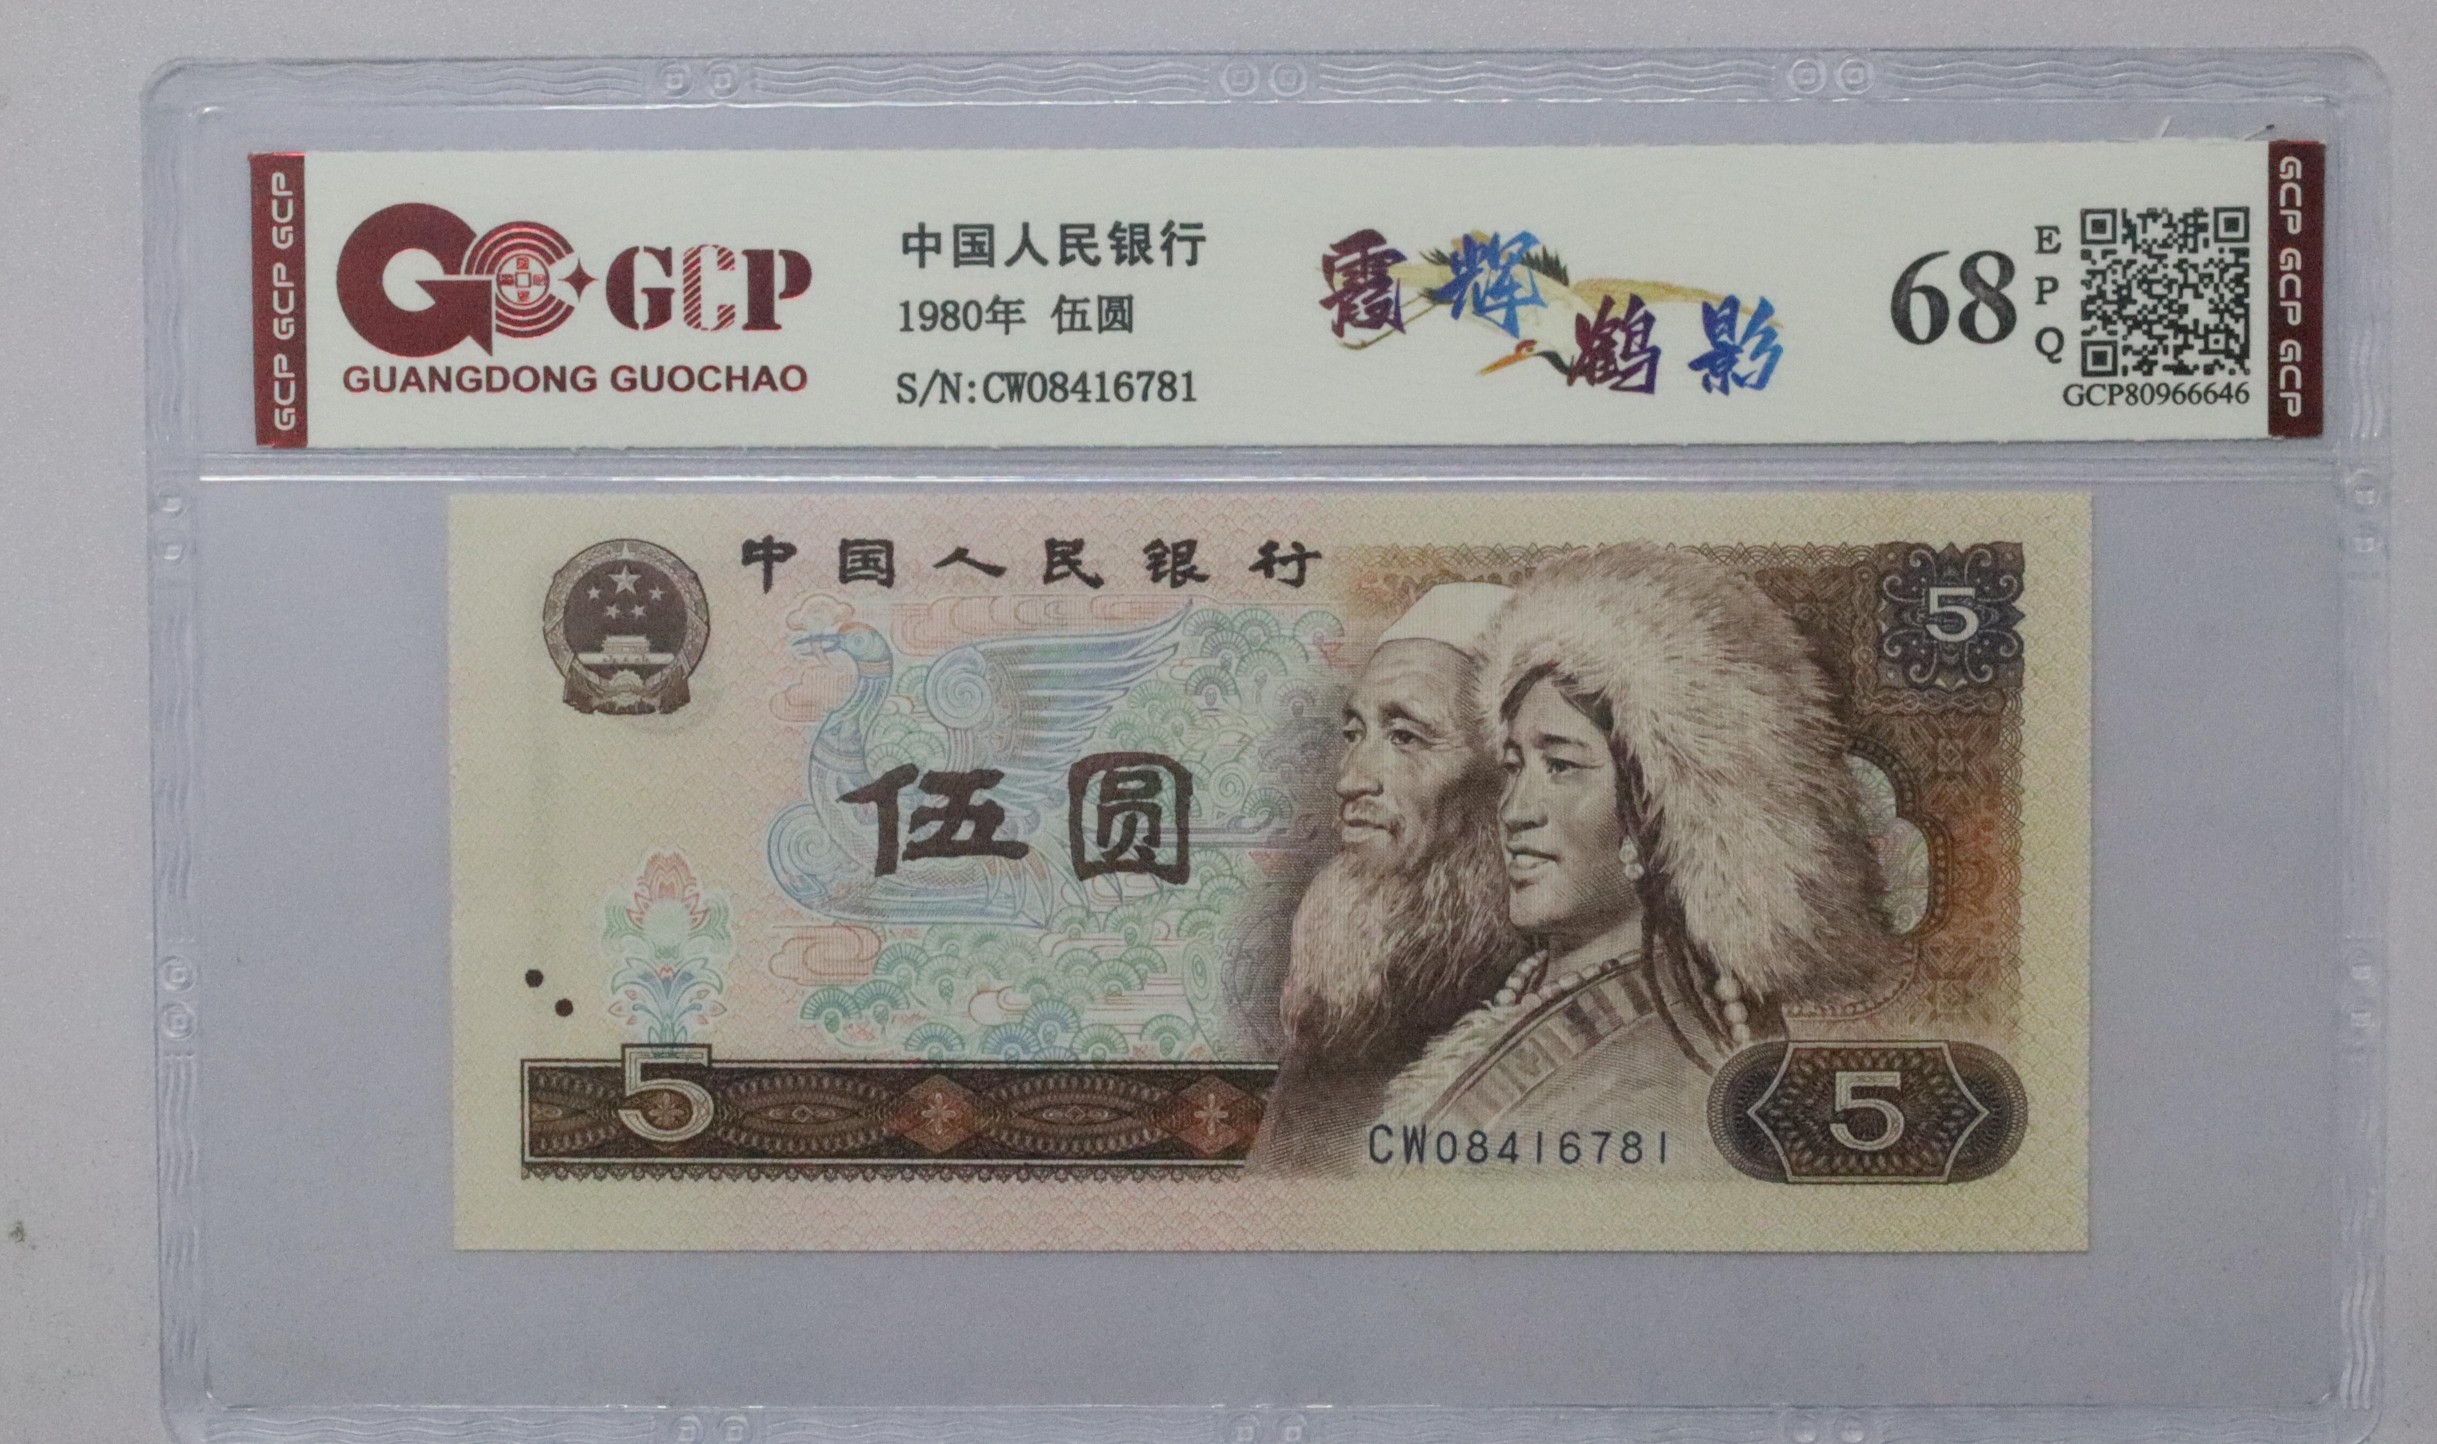 GCP GCP GCP
GCP
GUANGDONG GUOCHAO
中国人民银行
1980年 伍圆
S/N:CW08416781
霞辉鹤影
68
E
P
Q
GCP80966646
GCP GCP GCP
中国人民银行
5
伍圆
5
CW08416781
5